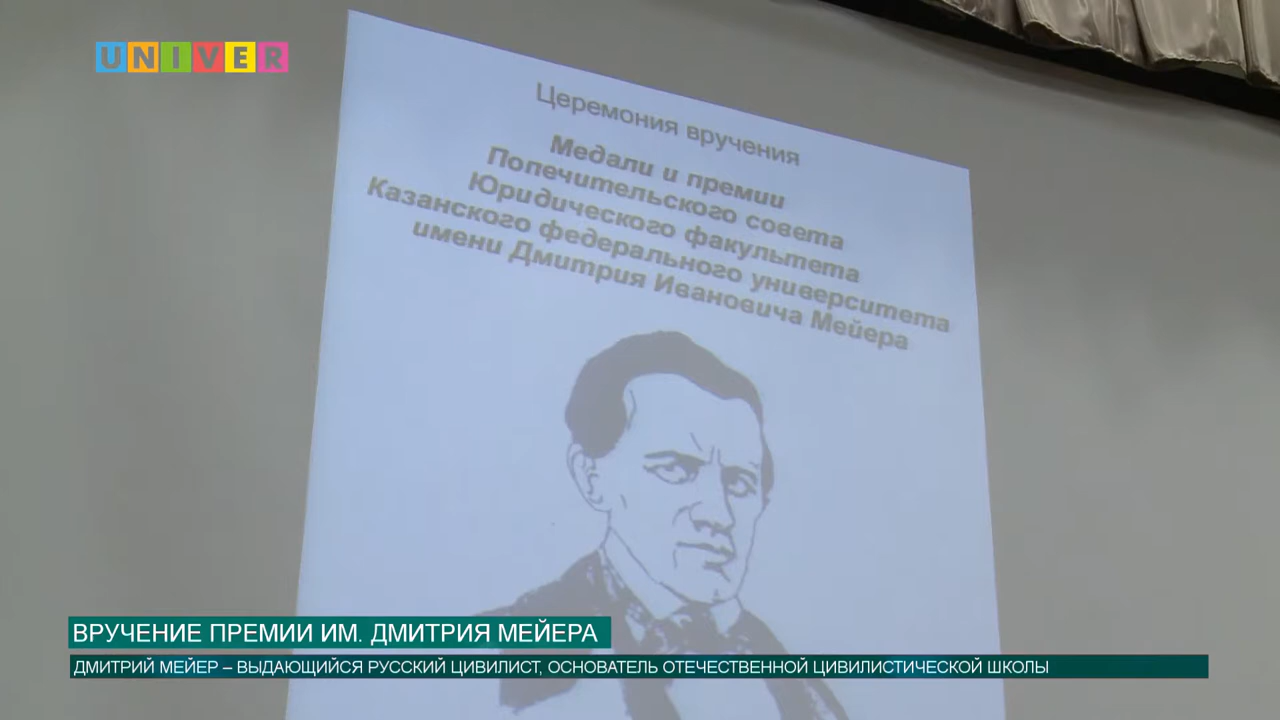 UNIVER
Церемония вручения
Медали и премии
Попечительского совета
Юридического факультета
Казанского федерального университета
имени Дмитрия Ивановича Мейера
ВРУЧЕНИЕ ПРЕМИИ ИМ. ДМИТРИЯ МЕЙЕРА
ДМИТРИЙ МЕЙЕР – ВЫДАЮЩИЙСЯ РУССКИЙ ЦИВИЛИСТ, ОСНОВАТЕЛЬ ОТЕЧЕСТВЕННОЙ ЦИВИЛИСТИЧЕСКОЙ ШКОЛЫ